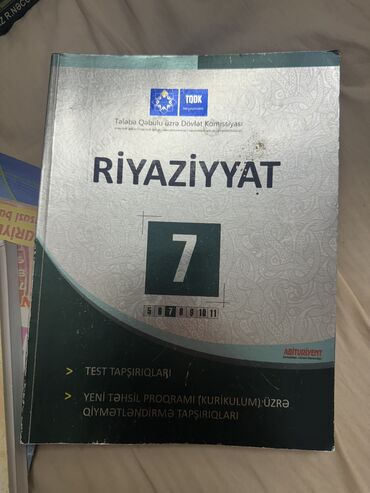 TQDK
Tələbə Qəbulu üzrə Dövlət Komissiyası
RİYAZİYYAT
7
5 6 7 8 9 10 11
ABİTURİYENT
> TEST TAPŞIRIQLARI
> YENİ TƏHSİL PROQRAMI (KURİKULUM) ÜZRƏ
QİYMƏTLƏNDİRMƏ TAPŞIRIQLARI